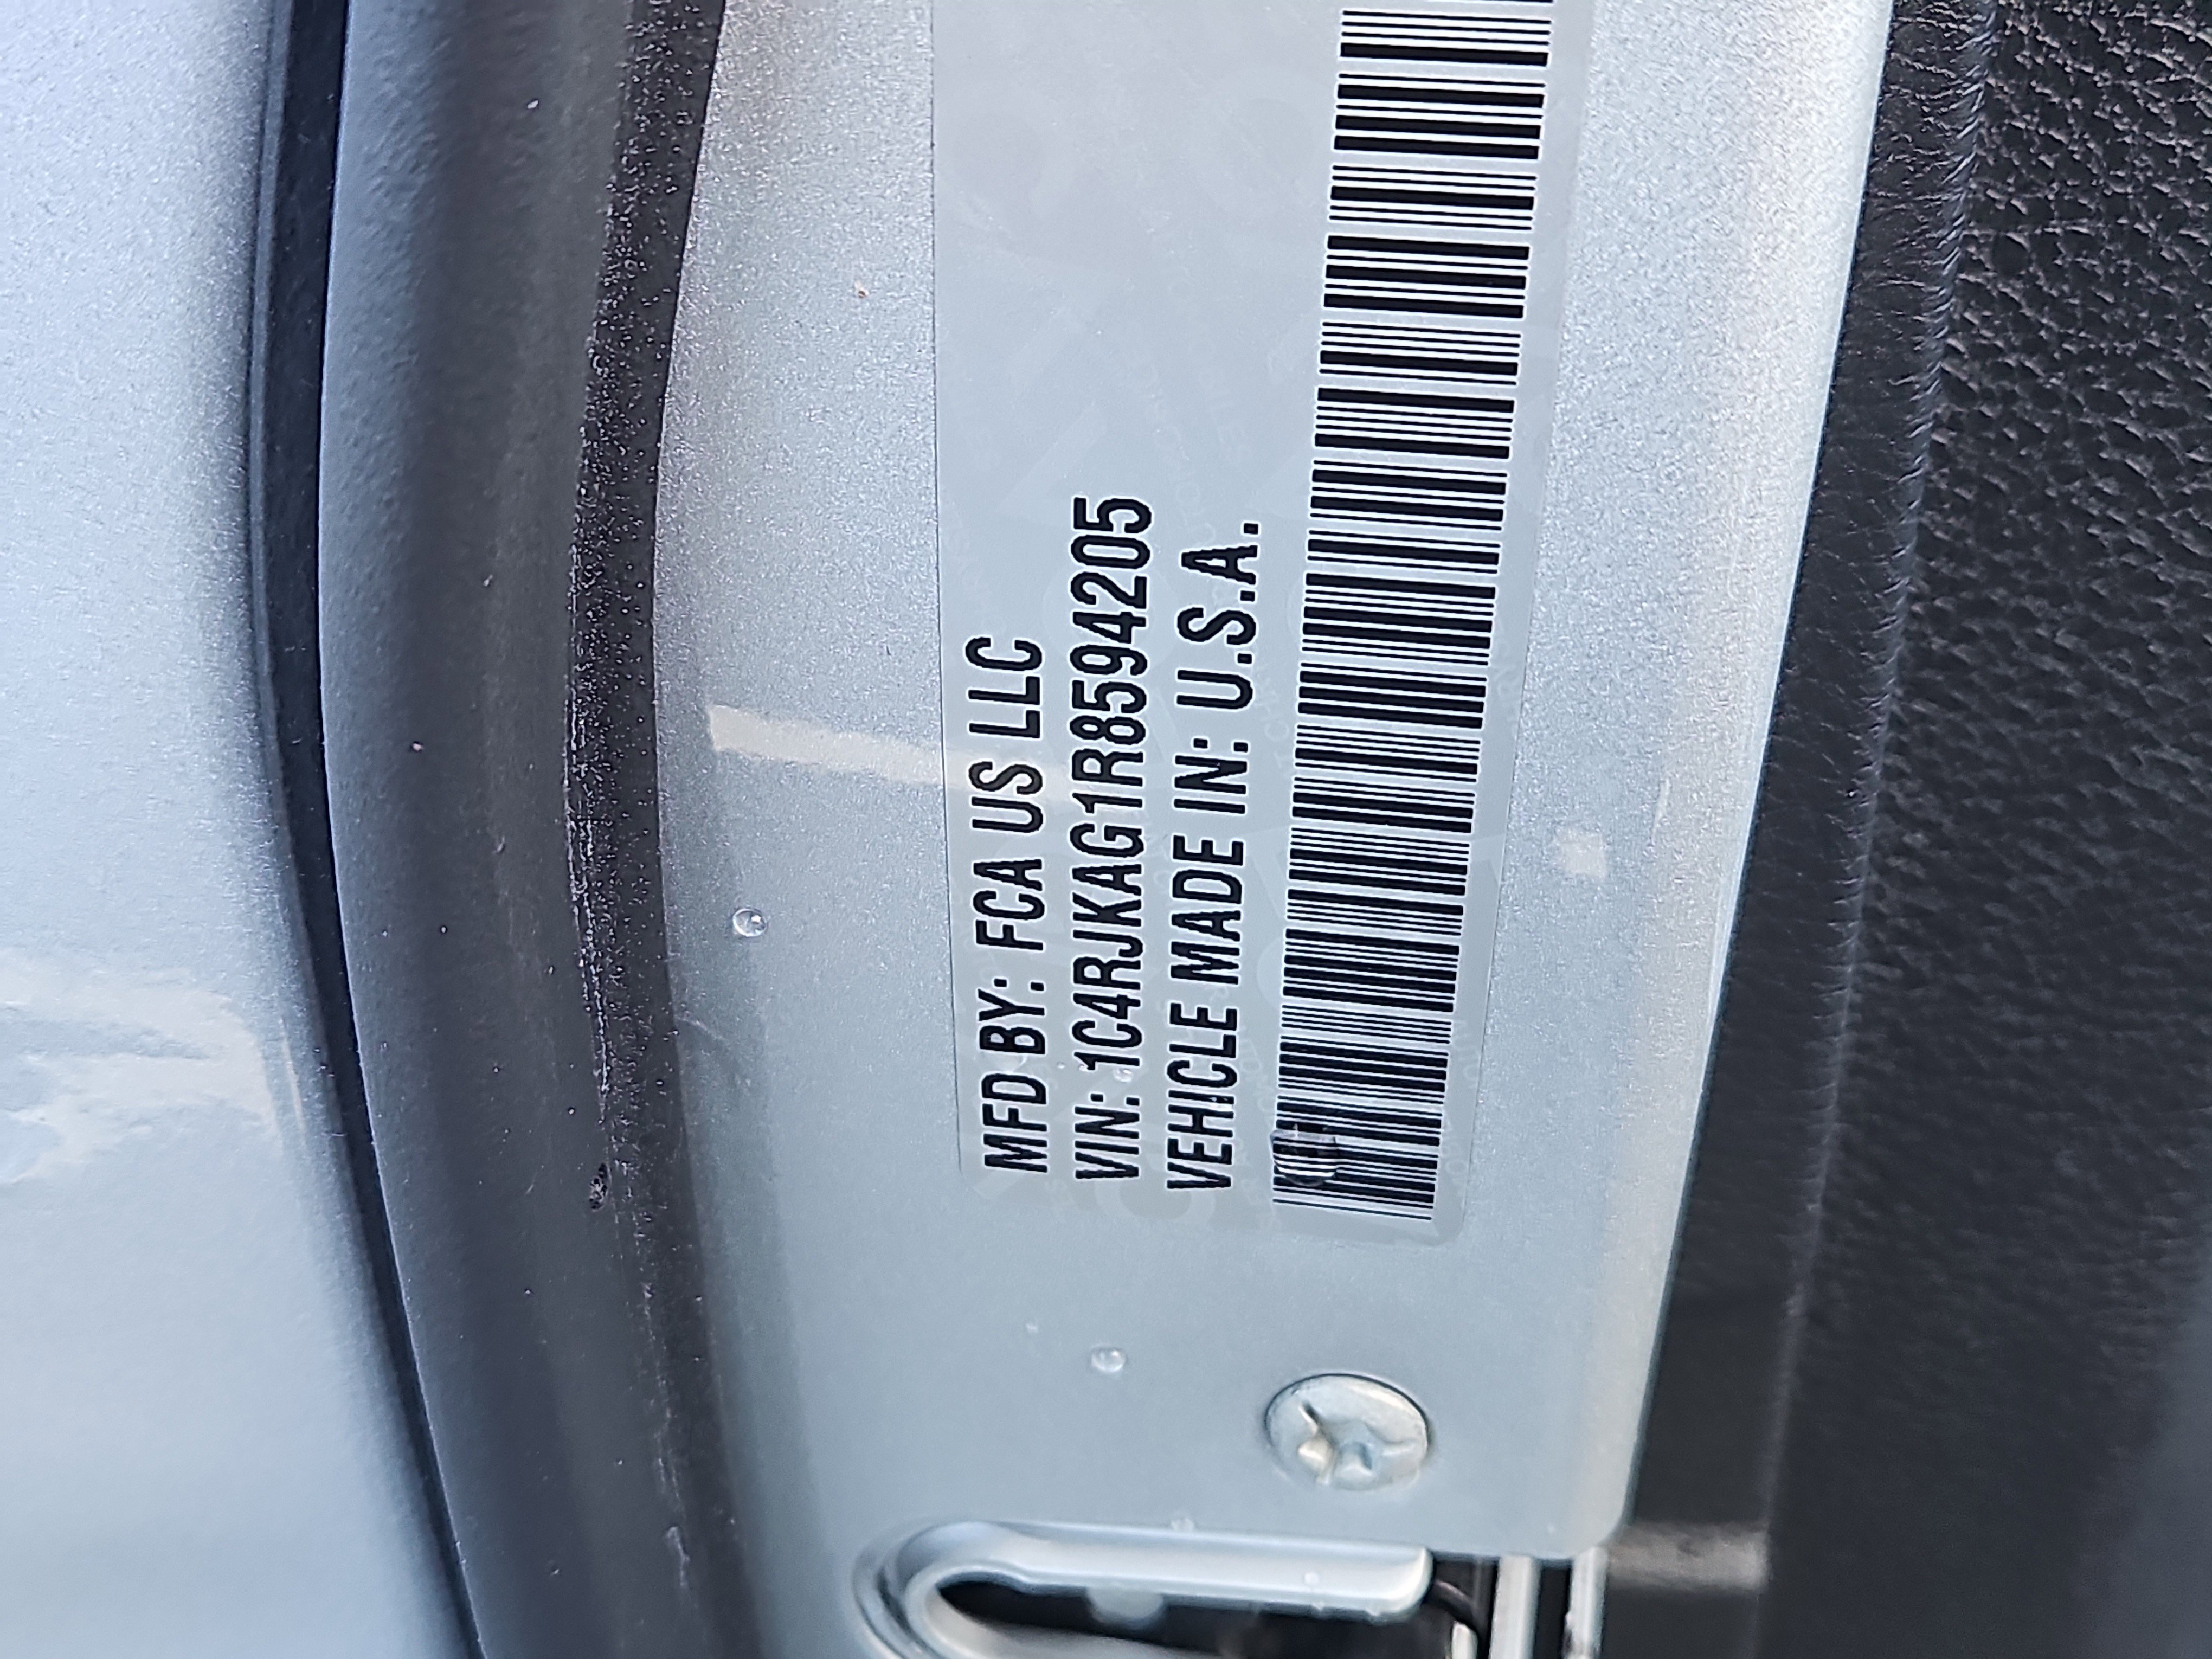 MFD BY: FCA US LLC
VIN: 1C4RJKAG1R8594205
VEHICLE MADE IN: U.S.A.